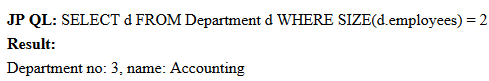 JP QL: SELECT d FROM Department d WHERE SIZE(d.employees) = 2
Result:
Department no: 3, name: Accounting